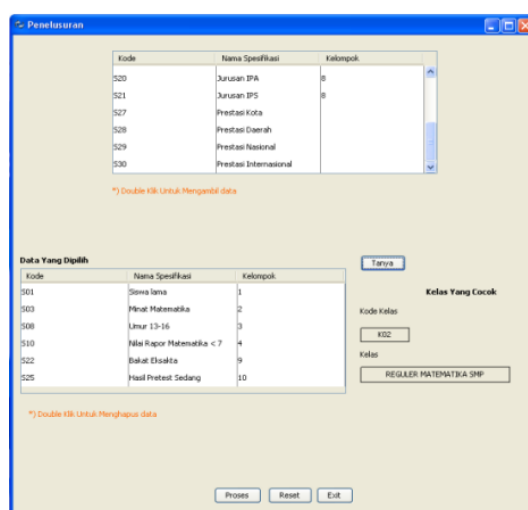 Penelusuran
Kode Nama Spesifikasi Kelompok
S20 Jurusan IPA 8
S21 Jurusan IPS 8
S27 Prestasi Kota
S28 Prestasi Daerah
S29 Prestasi Nasional
S30 Prestasi Internasional
*) Double Klik Untuk Mengambil data
Data Yang Dipilih
Tanya
Kode Nama Spesifikasi Kelompok
S01 Siswa lama 1
S03 Minat Matematika 2
S08 Umur 13-16 3
S10 Nilai Rapor Matematika < 7 4
S22 Bakat Eksakta 9
S25 Hasil Pretest Sedang 10
Kelas Yang Cocok
Kode Kelas
K02
Kelas
REGULER MATEMATIKA SMP
*) Double Klik Untuk Menghapus data
Proses Reset Exit